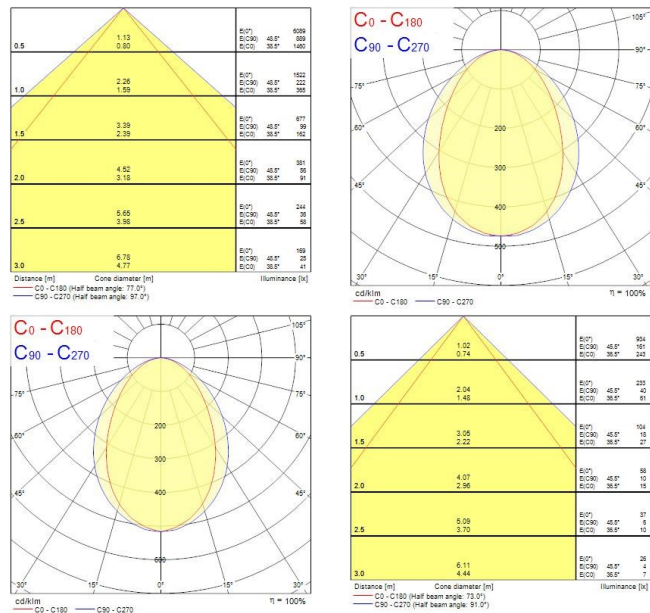 E(0°) 6089
1.13 E(C90) 48.5° 889
0.5 0.80 E(C0) 38.5° 1460
E(0°) 1522
2.26 E(C90) 48.5° 222
1.0 1.59 E(C0) 38.5° 365
E(0°) 677
3.39 E(C90) 48.5° 99
1.5 2.39 E(C0) 38.5° 162
E(0°) 381
4.52 E(C90) 48.5° 56
2.0 3.18 E(C0) 38.5° 91
E(0°) 244
5.65 E(C90) 48.5° 36
2.5 3.98 E(C0) 38.5° 58
E(0°) 169
6.78 E(C90) 48.5° 25
3.0 4.77 E(C0) 38.5° 41
Distance [m] Cone diameter [m] Illuminance [lx]
C0 - C180 (Half beam angle: 77.0°)
C90 - C270 (Half beam angle: 97.0°)
C0 - C180 105°
C90 - C270
90°
75° 75°
60° 200 60°
300
45° 45°
400
500
30° 15° 0° 15° 30°
cd/klm η = 100%
C0 - C180 C90 - C270
C0 - C180 105°
C90 - C270
90°
75° 75°
60° 200 60°
300
45° 400 45°
600
30° 15° 0° 15° 30°
cd/klm η = 100%
C0 - C180 C90 - C270
E(0°) 934
1.02 E(C90) 45.5° 161
0.5 0.74 E(C0) 36.5° 243
E(0°) 233
2.04 E(C90) 45.5° 40
1.0 1.48 E(C0) 36.5° 61
E(0°) 104
3.05 E(C90) 45.5° 18
1.5 2.22 E(C0) 36.5° 27
E(0°) 58
4.07 E(C90) 45.5° 10
2.0 2.96 E(C0) 36.5° 15
E(0°) 37
5.09 E(C90) 45.5° 6
2.5 3.70 E(C0) 36.5° 10
E(0°) 26
6.11 E(C90) 45.5° 4
3.0 4.44 E(C0) 36.5° 7
Distance [m] Cone diameter [m] Illuminance [lx]
C0 - C180 (Half beam angle: 73.0°)
C90 - C270 (Half beam angle: 91.0°)